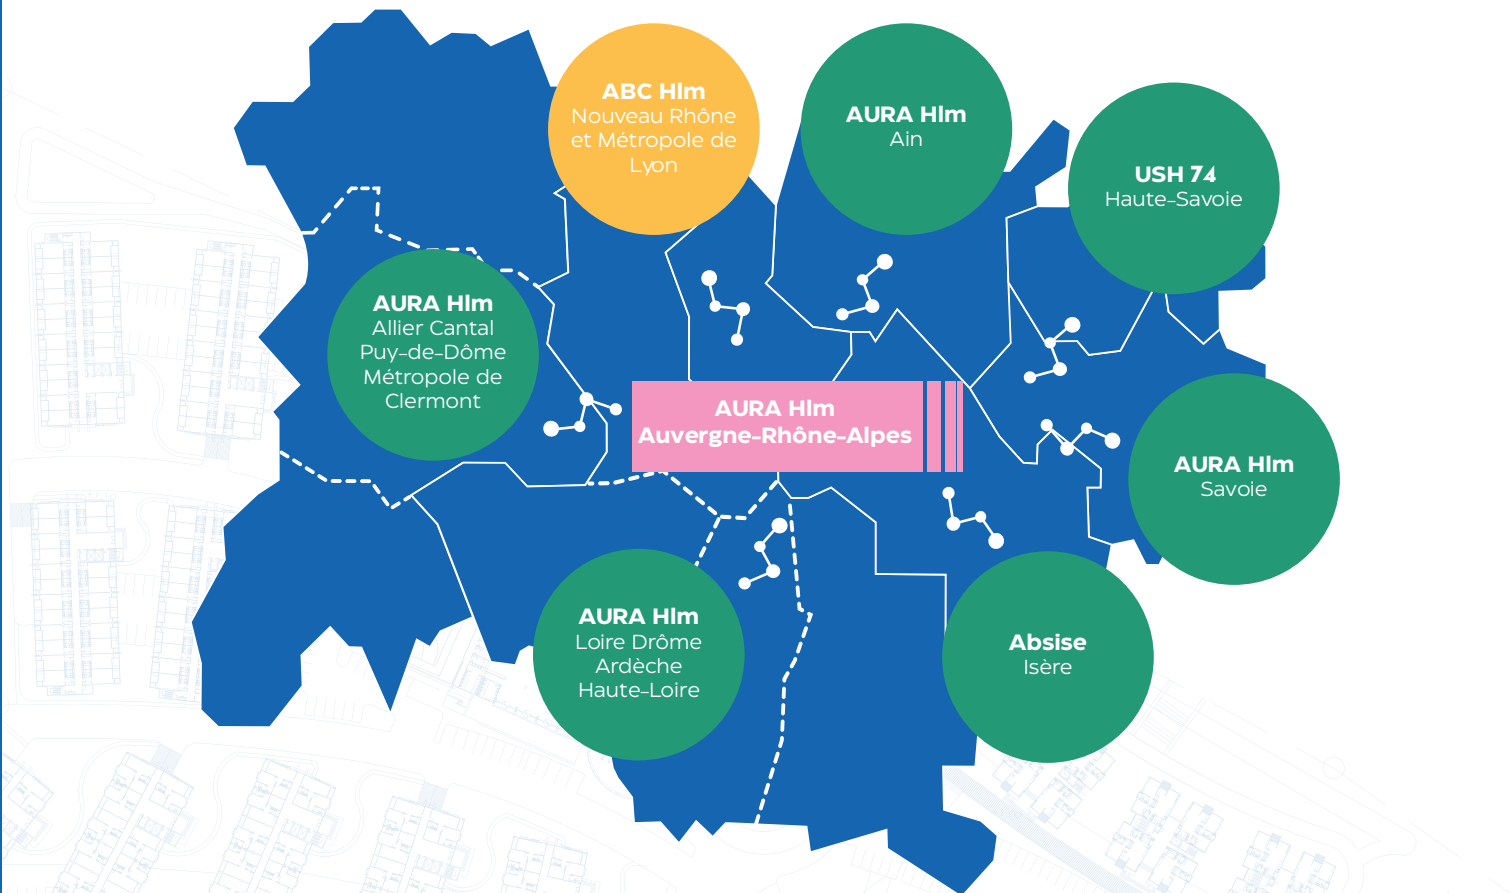 ABC Hlm
Nouveau Rhône
et Métropole de
Lyon
AURA Hlm
Ain
USH 74
Haute-Savoie
AURA Hlm
Allier Cantal
Puy-de-Dôme
Métropole de
Clermont
AURA Hlm
Auvergne-Rhône-Alpes
AURA Hlm
Savoie
AURA Hlm
Loire Drôme
Ardèche
Haute-Loire
Absise
Isère